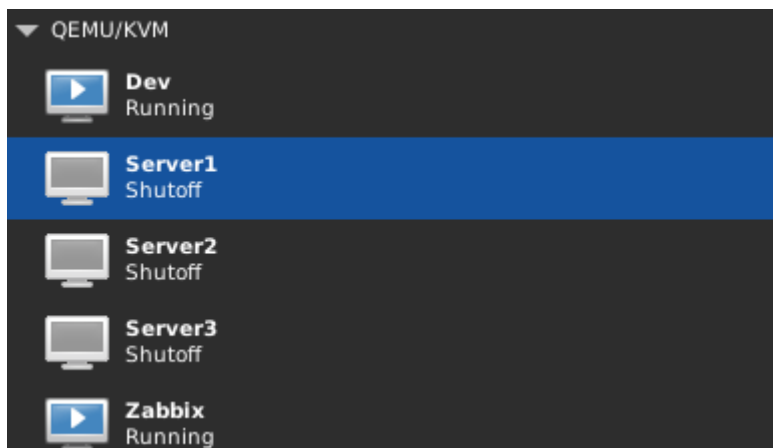 QEMU/KVM
Dev
Running
Server1
Shutoff
Server2
Shutoff
Server3
Shutoff
Zabbix
Running